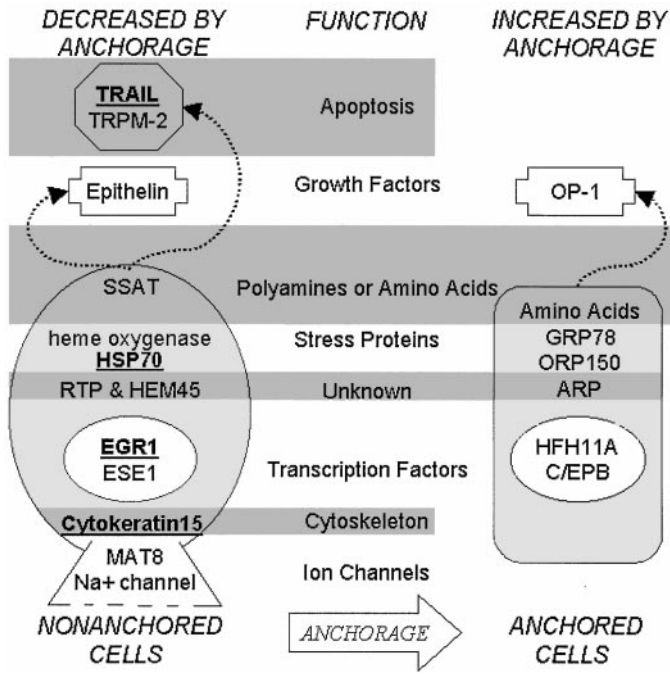 DECREASED BY
ANCHORAGE
FUNCTION
INCREASED BY
ANCHORAGE
TRAIL
TRPM-2
Apoptosis
Epithelin
Growth Factors
OP-1
SSAT
Polyamines or Amino Acids
Amino Acids
heme oxygenase
HSP70
Stress Proteins
GRP78
ORP150
RTP & HEM45
Unknown
ARP
EGR1
ESE1
Transcription Factors
HFH11A
C/EPB
Cytokeratin15
Cytoskeleton
MAT8
Na+ channel
Ion Channels
NONANCHORED
CELLS
ANCHORAGE
ANCHORED
CELLS